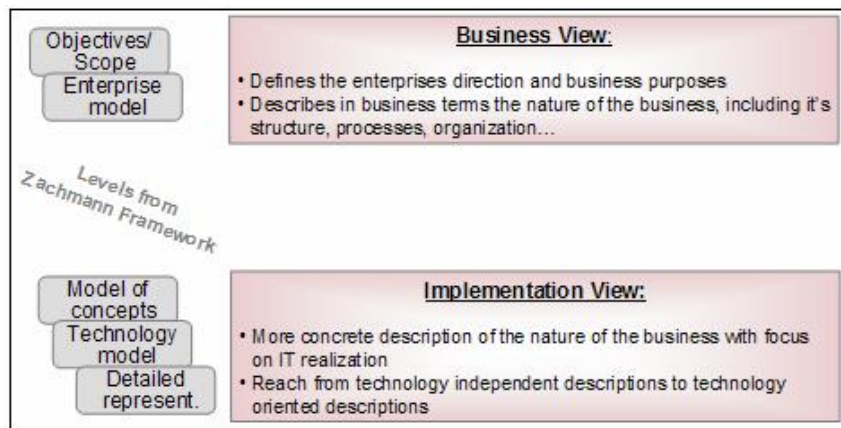 Objectives/
Scope
Enterprise
model
Business View:
• Defines the enterprises direction and business purposes
• Describes in business terms the nature of the business, including it's
structure, processes, organization...
Levels from
Zachmann Framework
Model of
concepts
Technology
model
Detailed
represent.
Implementation View:
• More concrete description of the nature of the business with focus
on IT realization
• Reach from technology independent descriptions to technology
oriented descriptions